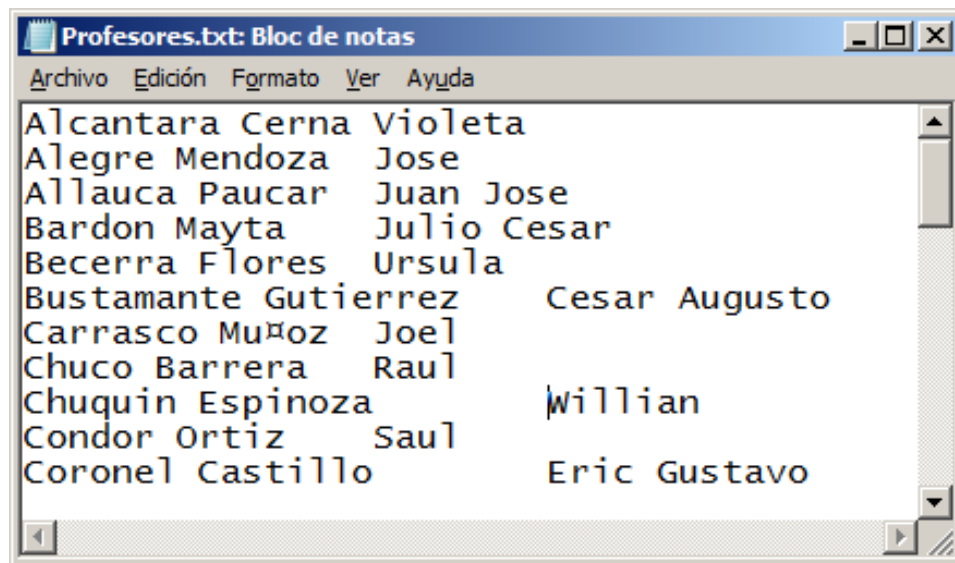 Profesores.txt: Bloc de notas
Archivo Edición Formato Ver Ayuda
Alcantara Cerna Violeta
Alegre Mendoza Jose
Allauca Paucar Juan Jose
Bardon Mayta Julio Cesar
Becerra Flores Ursula
Bustamante Gutierrez Cesar Augusto
Carrasco Mu¤oz Joel
Chuco Barrera Raul
Chuquin Espinoza Willian
Condor Ortiz Saul
Coronel Castillo Eric Gustavo